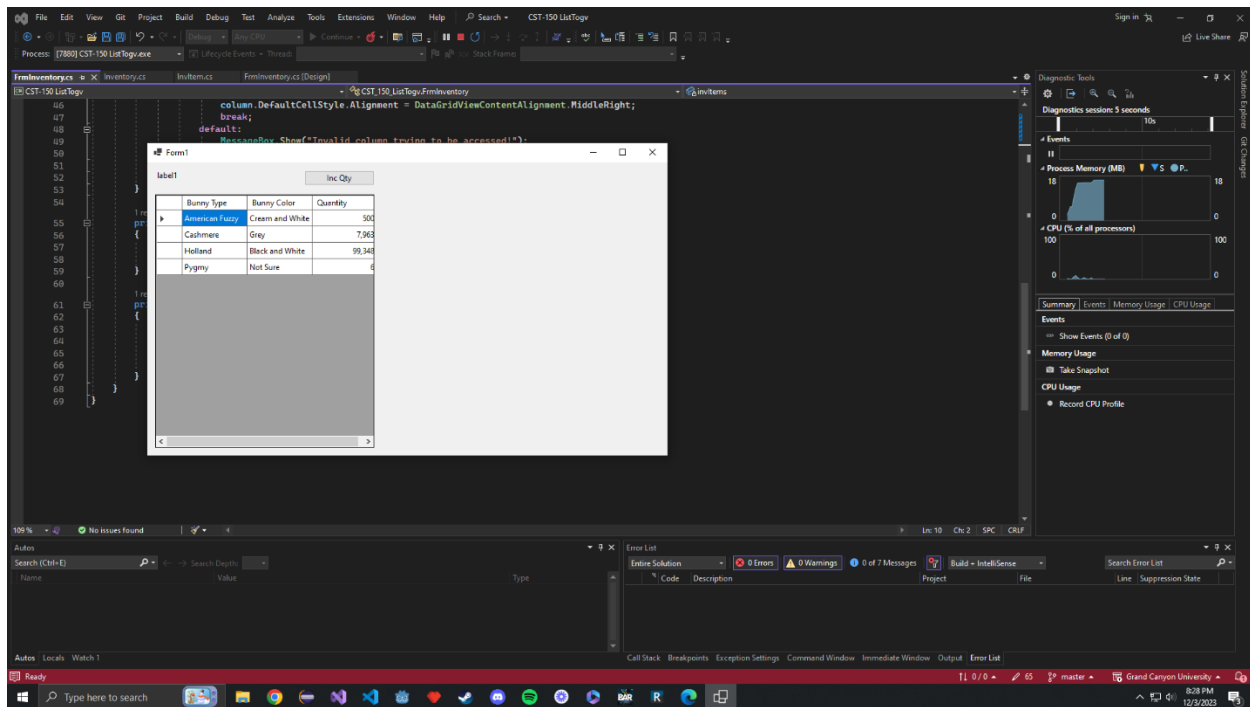 File Edit View Git Project Build Debug Test Analyze Tools Extensions Window Help Search CST-150 ListTogv Sign in
Debug Any CPU Continue Live Share
Process: [7880] CST-150 ListTogv.exe Lifecycle Events Thread: Stack Frame:
FrmInventory.cs Inventory.cs InvItem.cs FrmInventory.cs [Design]
CST-150 ListTogv CST_150_ListTogv.FrmInventory invItems
46 column.DefaultCellStyle.Alignment = DataGridViewContentAlignment.MiddleRight;
47 break;
48 default:
49 MessageBox.Show("Invalid column trying to be accessed!");
50
51
52
53 }
54
1 re
55 pr
56 {
57
58
59 }
60
1 re
61 pr
62 {
63
64
65
66
67 }
68 }
69 }
Form1
label1 Inc Qty
Bunny Type Bunny Color Quantity
American Fuzzy Cream and White 500
Cashmere Grey 7,963
Holland Black and White 99,348
Pygmy Not Sure 6
Diagnostic Tools
Diagnostics session: 5 seconds
10s
Events
Process Memory (MB) S P...
18 18
0 0
CPU (% of all processors)
100 100
0 0
Summary Events Memory Usage CPU Usage
Events
Show Events (0 of 0)
Memory Usage
Take Snapshot
CPU Usage
Record CPU Profile
Solution Explorer
Git Changes
109 % No issues found Ln: 10 Ch: 2 SPC CRLF
Autos
Search (Ctrl+E) Search Depth:
Name Value Type
Autos Locals Watch 1
Error List
Entire Solution 0 Errors 0 Warnings 0 of 7 Messages Build + IntelliSense Search Error List
Code Description Project File Line Suppression State
Call Stack Breakpoints Exception Settings Command Window Immediate Window Output Error List
Ready 0 / 0 65 master Grand Canyon University
Type here to search BAR R 8:28 PM
12/3/2023